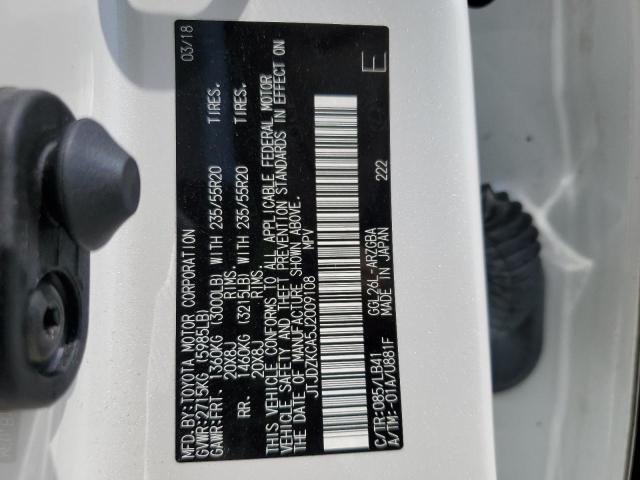 MFD.BY:TOYOTA MOTOR CORPORATION 03/18
GVWR:2715KG (5985LB)
GAWR:FRT. 1360KG (3000LB) WITH 235/55R20 TIRES.
20X8J RIMS.
RR. 1460KG (3215LB) WITH 235/55R20 TIRES.
20X8J RIMS.
THIS VEHICLE CONFORMS TO ALL APPLICABLE FEDERAL MOTOR
VEHICLE SAFETY AND THEFT PREVENTION STANDARDS IN EFFECT ON
THE DATE OF MANUFACTURE SHOWN ABOVE.
JTJDZKCA5J2009108 MPV
222 E
C/TR:085/LB41 GGL26L-ARZGBA
A/TM:-01A/U881F MADE IN JAPAN